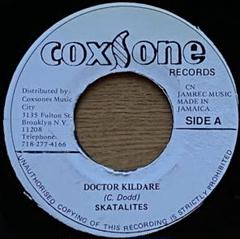 coxsone
RECORDS
Distributed by:
Coxsones Music
City
3135 Fulton St.
Brooklyn N.Y.
11208
Telephone:
718-277-4166
CN
JAMREC MUSIC
MADE IN
JAMAICA
SIDE A
DOCTOR KILDARE
(C. Dodd)
SKATALITES
UNAUTHORISED COPYING OF THIS RECORDING IS STRICTLY